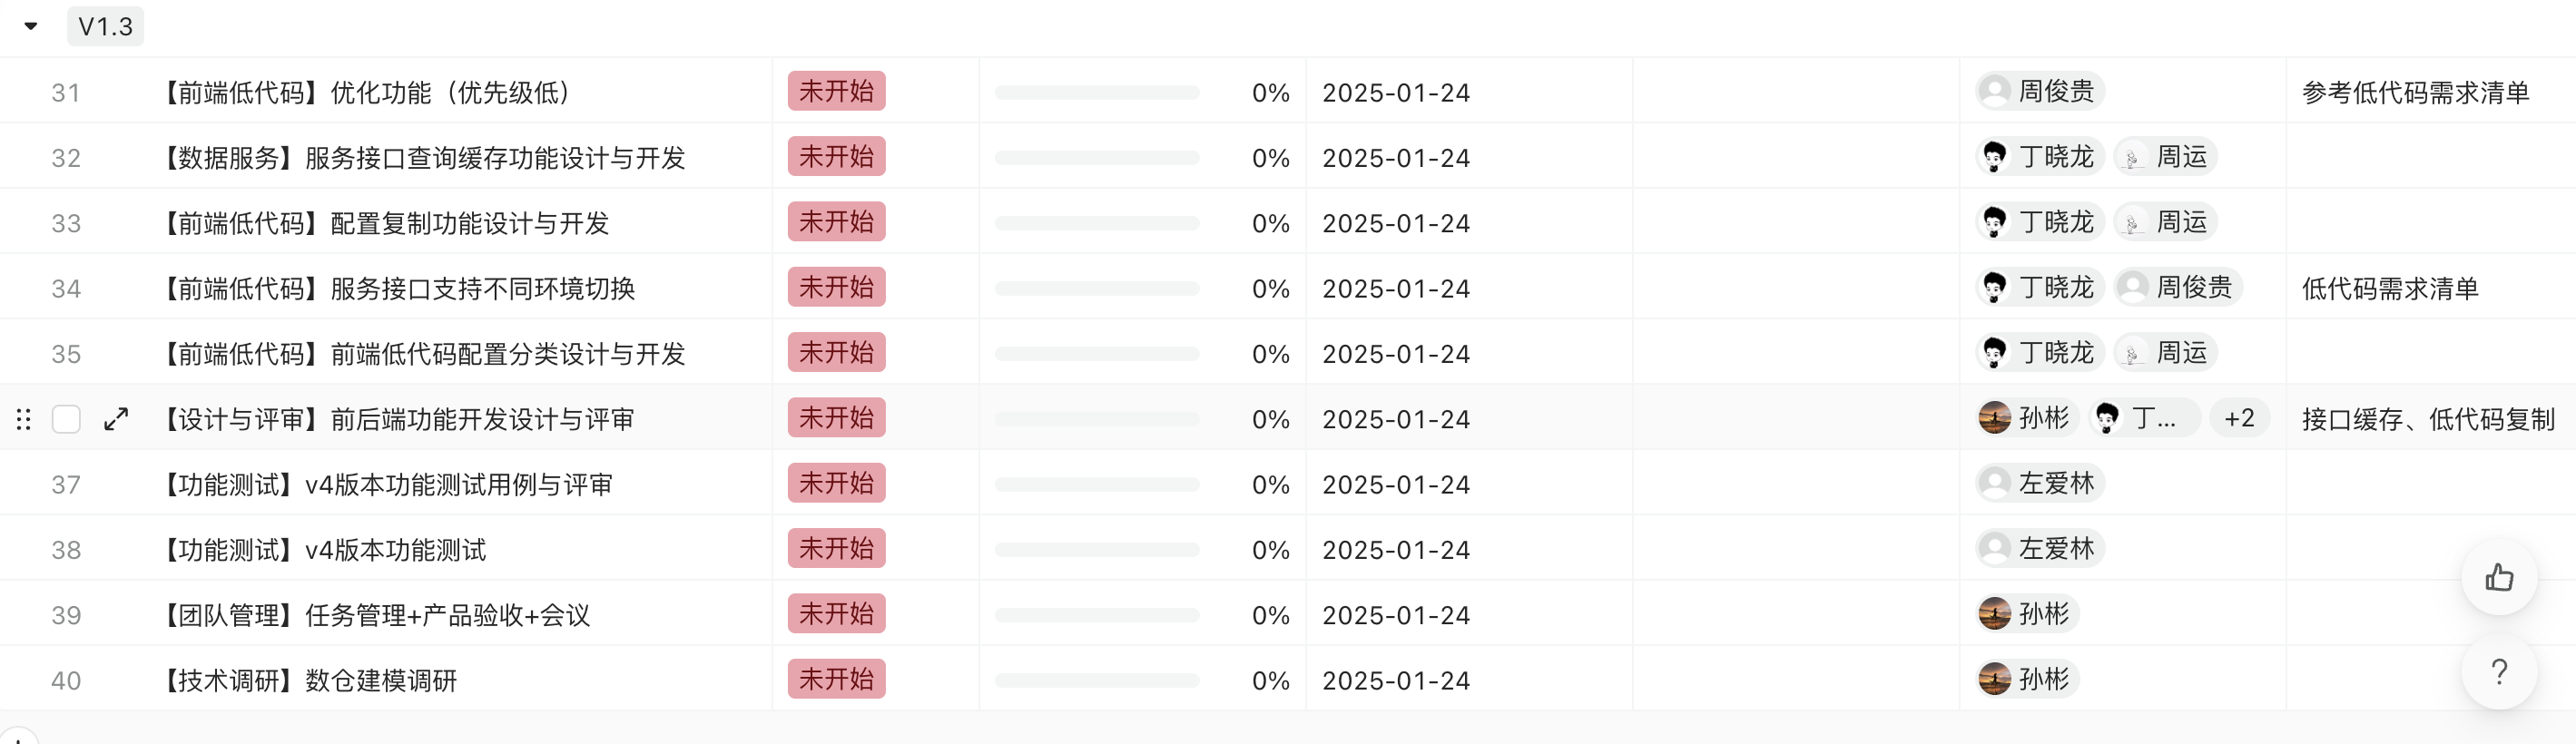 V1.3
31 【前端低代码】优化功能（优先级低） 未开始 0% 2025-01-24 周俊贵 参考低代码需求清单
32 【数据服务】服务接口查询缓存功能设计与开发 未开始 0% 2025-01-24 丁晓龙 周运
33 【前端低代码】配置复制功能设计与开发 未开始 0% 2025-01-24 丁晓龙 周运
34 【前端低代码】服务接口支持不同环境切换 未开始 0% 2025-01-24 丁晓龙 周俊贵 低代码需求清单
35 【前端低代码】前端低代码配置分类设计与开发 未开始 0% 2025-01-24 丁晓龙 周运
【设计与评审】前后端功能开发设计与评审 未开始 0% 2025-01-24 孙彬 丁... +2 接口缓存、低代码复制
37 【功能测试】v4版本功能测试用例与评审 未开始 0% 2025-01-24 左爱林
38 【功能测试】v4版本功能测试 未开始 0% 2025-01-24 左爱林
39 【团队管理】任务管理+产品验收+会议 未开始 0% 2025-01-24 孙彬
40 【技术调研】数仓建模调研 未开始 0% 2025-01-24 孙彬
?